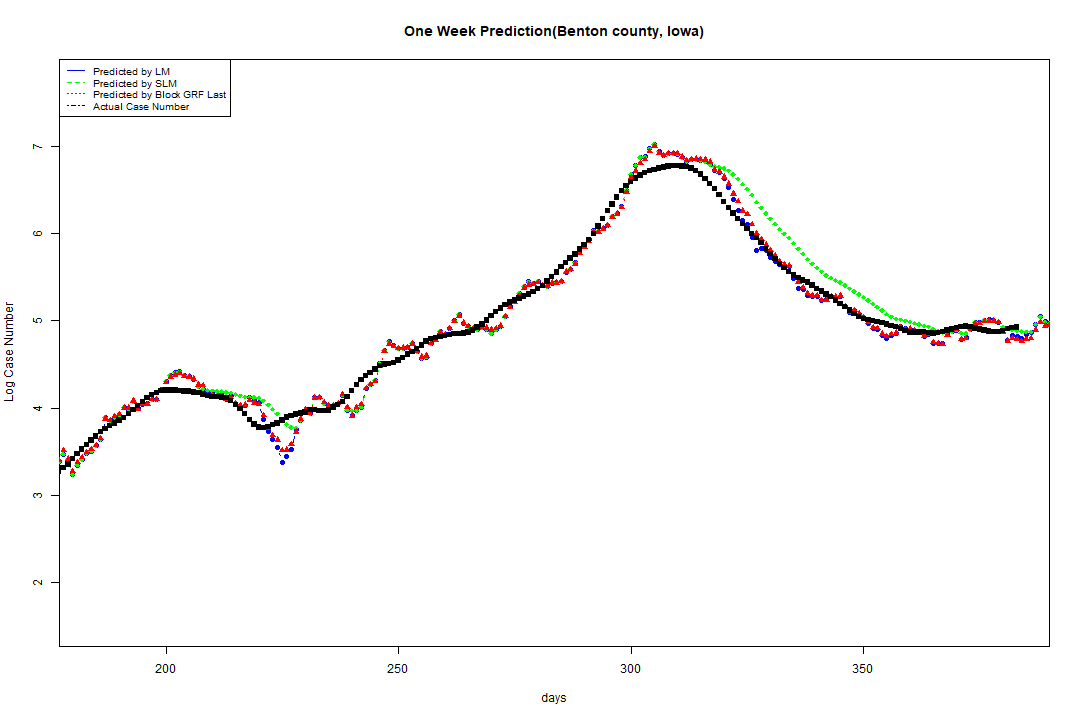 One Week Prediction(Benton county, Iowa)
Predicted by LM
Predicted by SLM
Predicted by Block GRF Last
Actual Case Number
7
6
5
4
3
2
Log Case Number
200 250 300 350
days